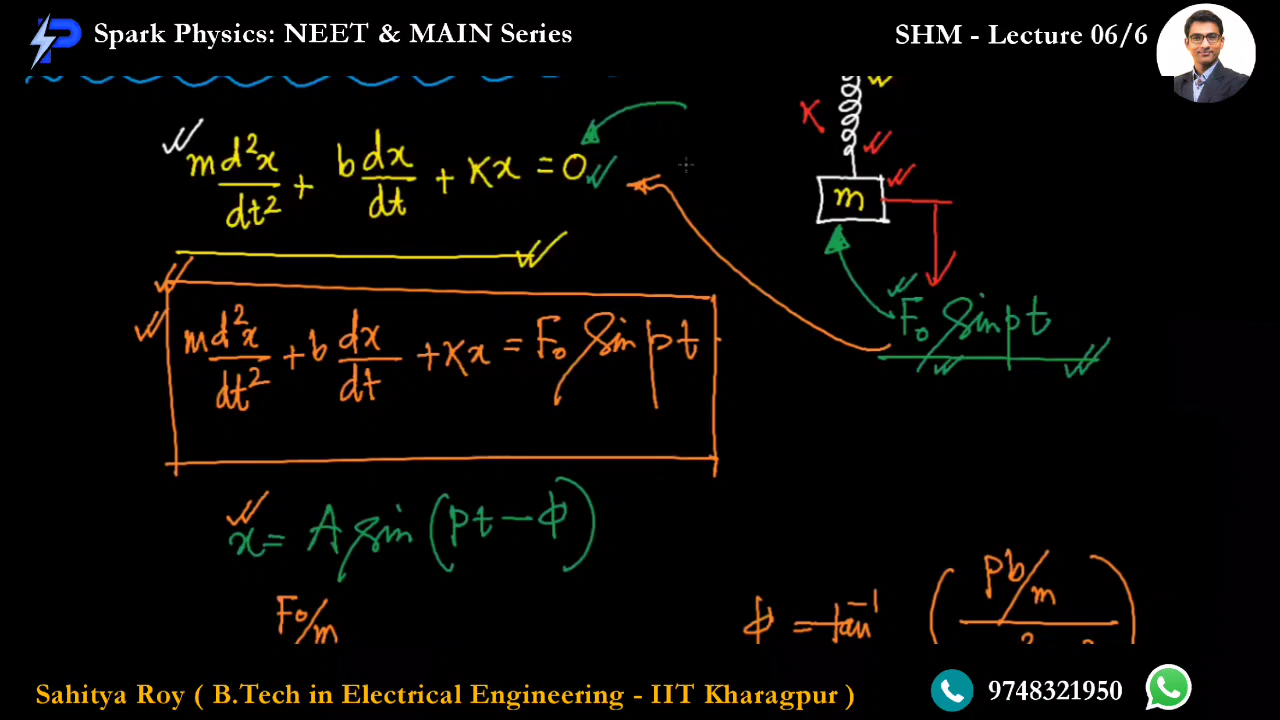 Spark Physics: NEET & MAIN Series
SHM - Lecture 06/6
K
m d²x/dt² + b dx/dt + Kx = 0
m
F₀ Sin pt
m d²x/dt² + b dx/dt + Kx = F₀ Sin pt
x = A sin (pt - ϕ)
F₀/m
ϕ = tan⁻¹ ( pb/m
Sahitya Roy ( B.Tech in Electrical Engineering - IIT Kharagpur )
9748321950